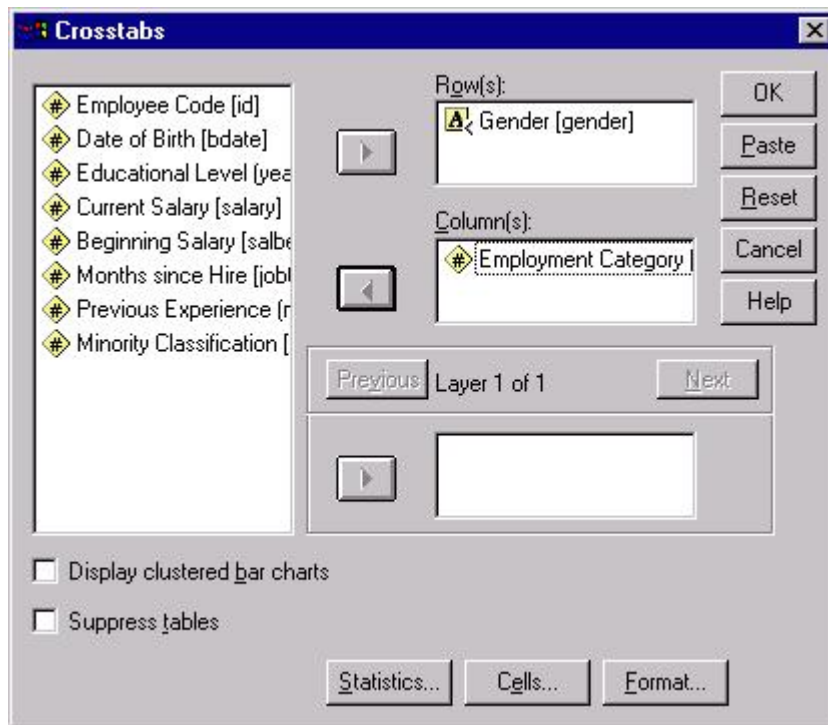 Crosstabs
Employee Code [id]
Date of Birth [bdate]
Educational Level (yea
Current Salary [salary]
Beginning Salary [salbe
Months since Hire [jobt
Previous Experience (r
Minority Classification [
Row(s):
Gender [gender]
Column(s):
Employment Category [
OK
Paste
Reset
Cancel
Help
Previous
Layer 1 of 1
Next
Display clustered bar charts
Suppress tables
Statistics...
Cells...
Format...